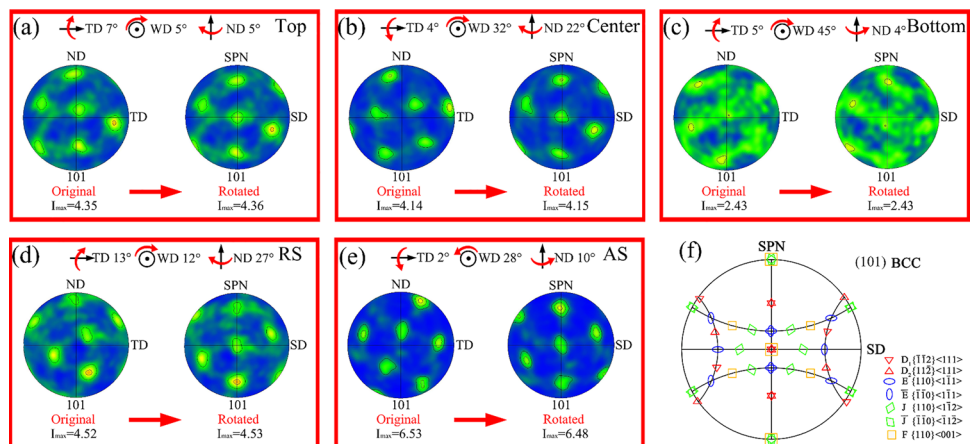 (a) TD 7° WD 5° ND 5° Top
ND SPN
TD SD
101 101
Original Rotated
Imax=4.35 Imax=4.36
(b) TD 4° WD 32° ND 22° Center
ND SPN
TD SD
101 101
Original Rotated
Imax=4.14 Imax=4.15
(c) TD 5° WD 45° ND 4° Bottom
ND SPN
TD SD
101 101
Original Rotated
Imax=2.43 Imax=2.43
(d) TD 13° WD 12° ND 27° RS
ND SPN
TD SD
101 101
Original Rotated
Imax=4.52 Imax=4.53
(e) TD 2° WD 28° ND 10° AS
ND SPN
TD SD
101 101
Original Rotated
Imax=6.53 Imax=6.48
(f) SPN
(101) BCC
SD
D₁{1̄1̄2}<111>
D₂{112̄}<111>
E {110}<11̄1>
E̅ {1̄1̄0}<1̄11̄>
J {110}<11̄2>
J̅ {1̄1̄0}<1̄12̄>
F {110}<001>